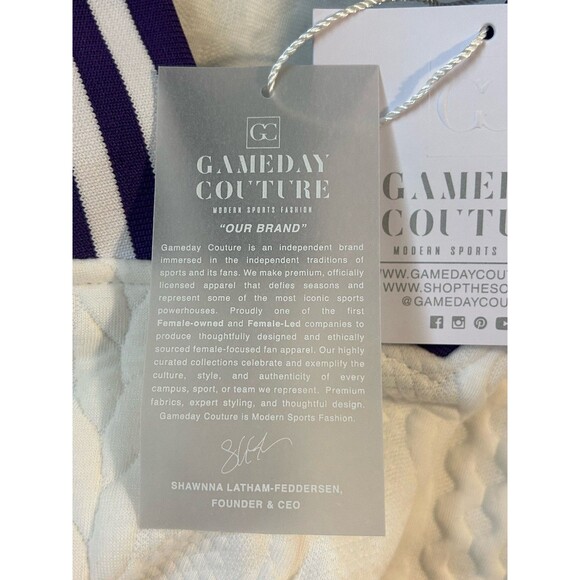 GC
GAMEDAY
COUTURE
MODERN SPORTS FASHION
"OUR BRAND"
Gameday Couture is an independent brand
immersed in the independent traditions of
sports and its fans. We make premium, officially
licensed apparel that defies seasons and
represent some of the most iconic sports
powerhouses. Proudly one of the first
Female-owned and Female-Led companies to
produce thoughtfully designed and ethically
sourced female-focused fan apparel. Our highly
curated collections celebrate and exemplify the
culture, style, and authenticity of every
campus, sport, or team we represent. Premium
fabrics, expert styling, and thoughtful design.
Gameday Couture is Modern Sports Fashion.
SHAWNNA LATHAM-FEDDERSEN,
FOUNDER & CEO
GC
GAMED
COUTU
MODERN SPORTS
WWW.GAMEDAYCOUT
WWW.SHOPTHESO
@GAMEDAYCOU